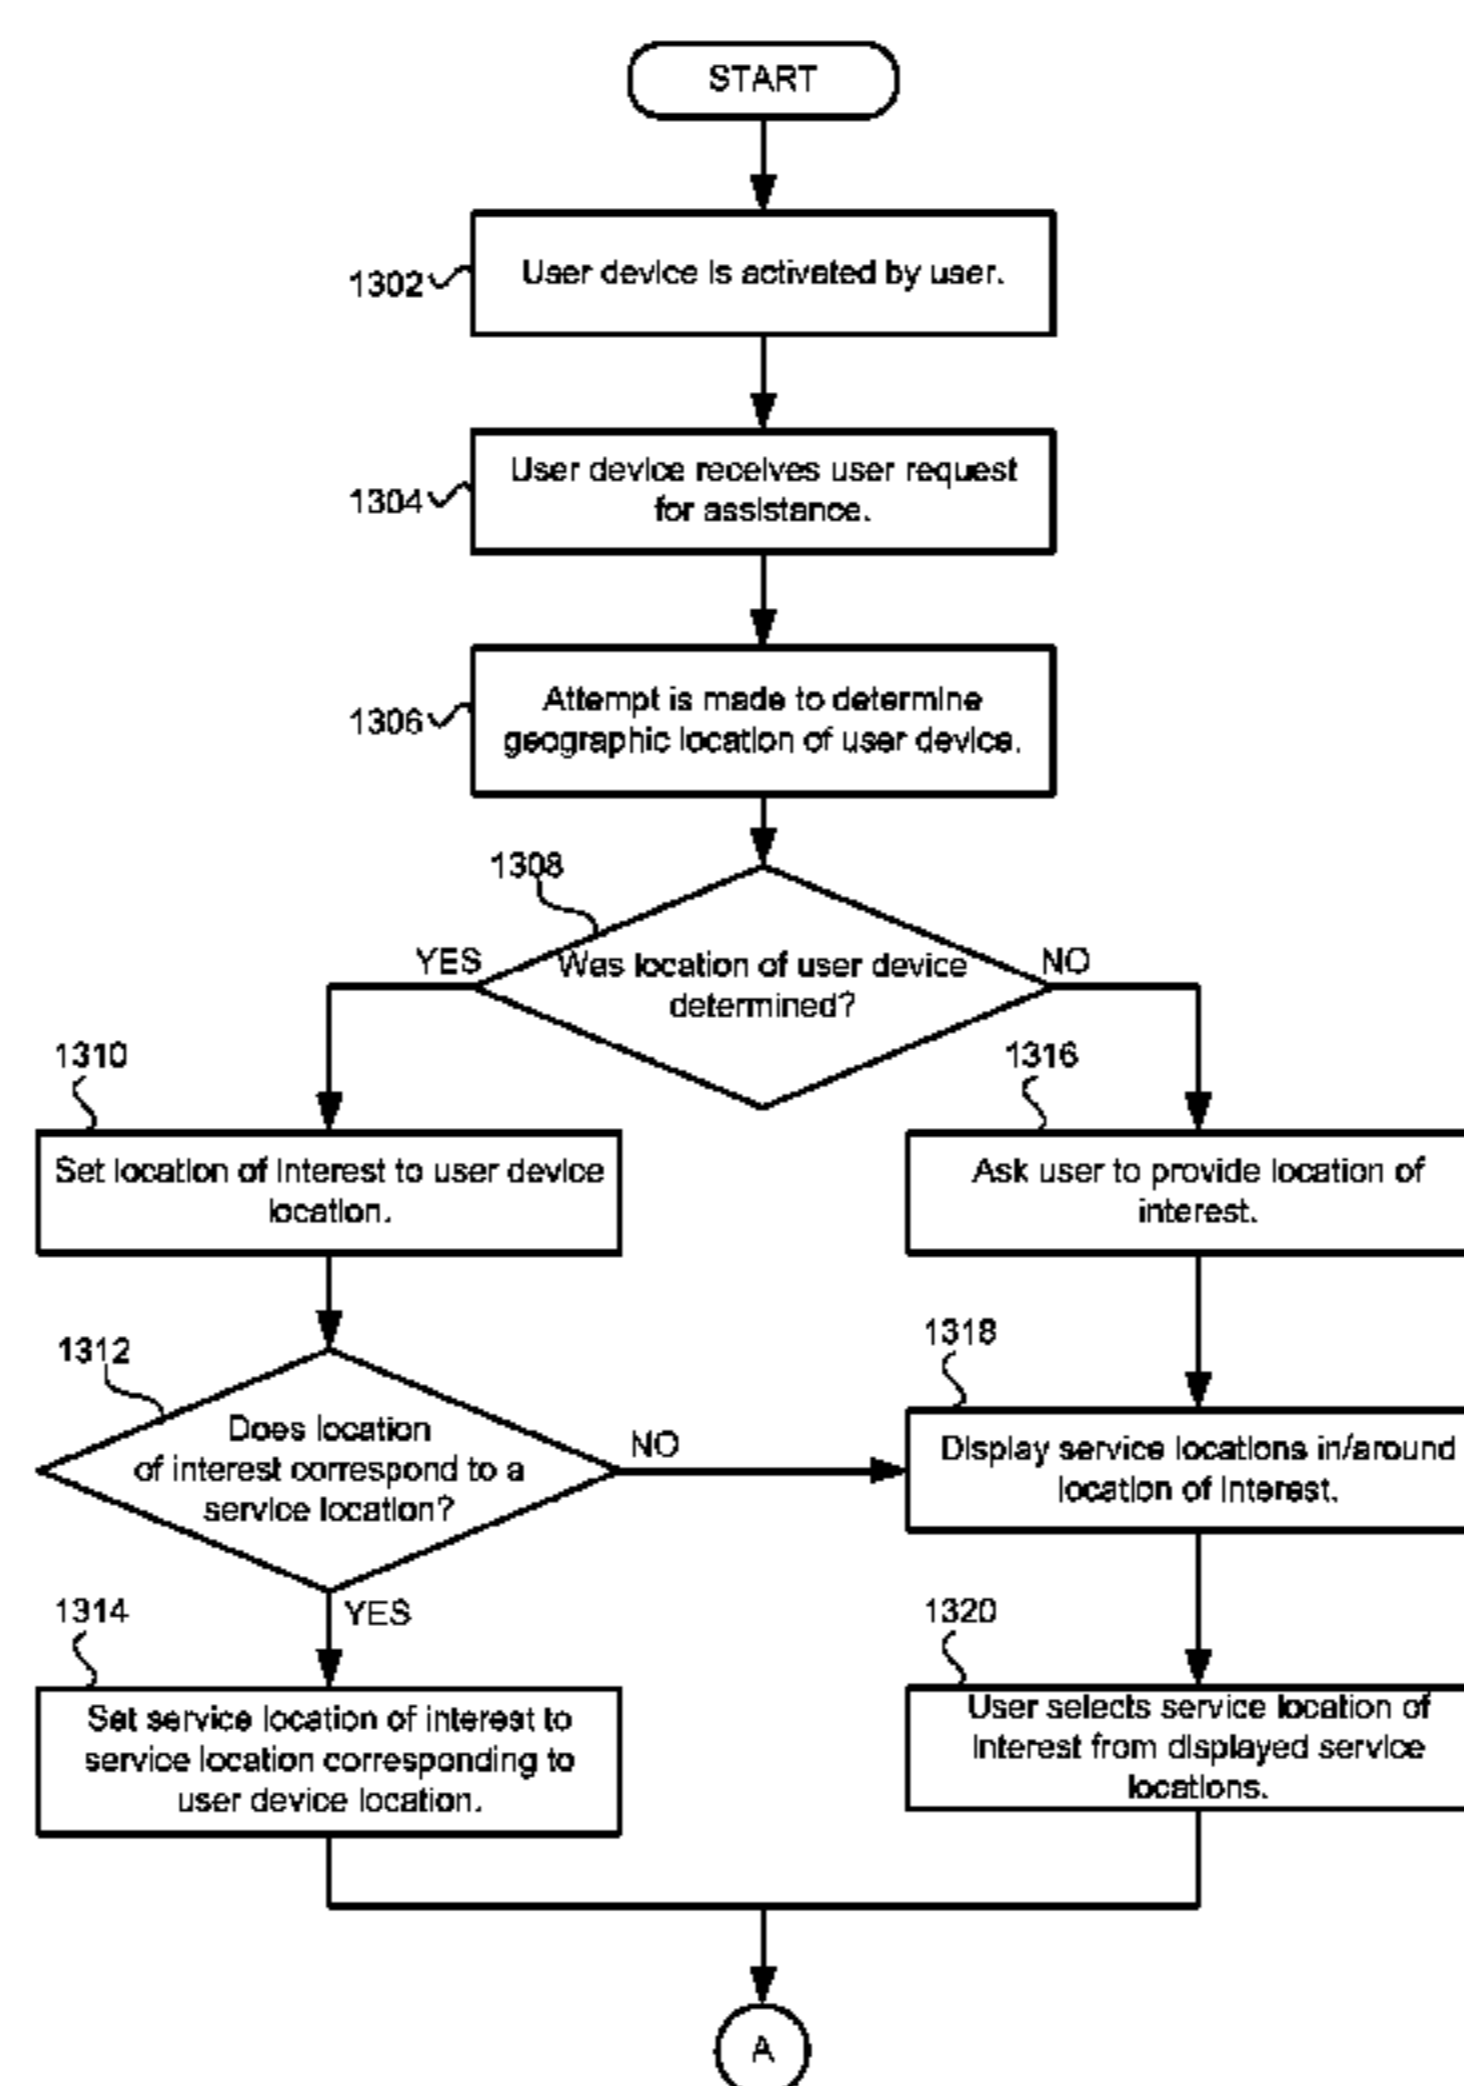 START
1302
User device is activated by user.
1304
User device receives user request
for assistance.
1306
Attempt is made to determine
geographic location of user device.
1308
YES
Was location of user device
determined?
NO
1310
Set location of interest to user device
location.
1316
Ask user to provide location of
interest.
1312
Does location
of interest correspond to a
service location?
NO
1318
Display service locations in/around
location of interest.
YES
1314
Set service location of interest to
service location corresponding to
user device location.
1320
User selects service location of
interest from displayed service
locations.
A